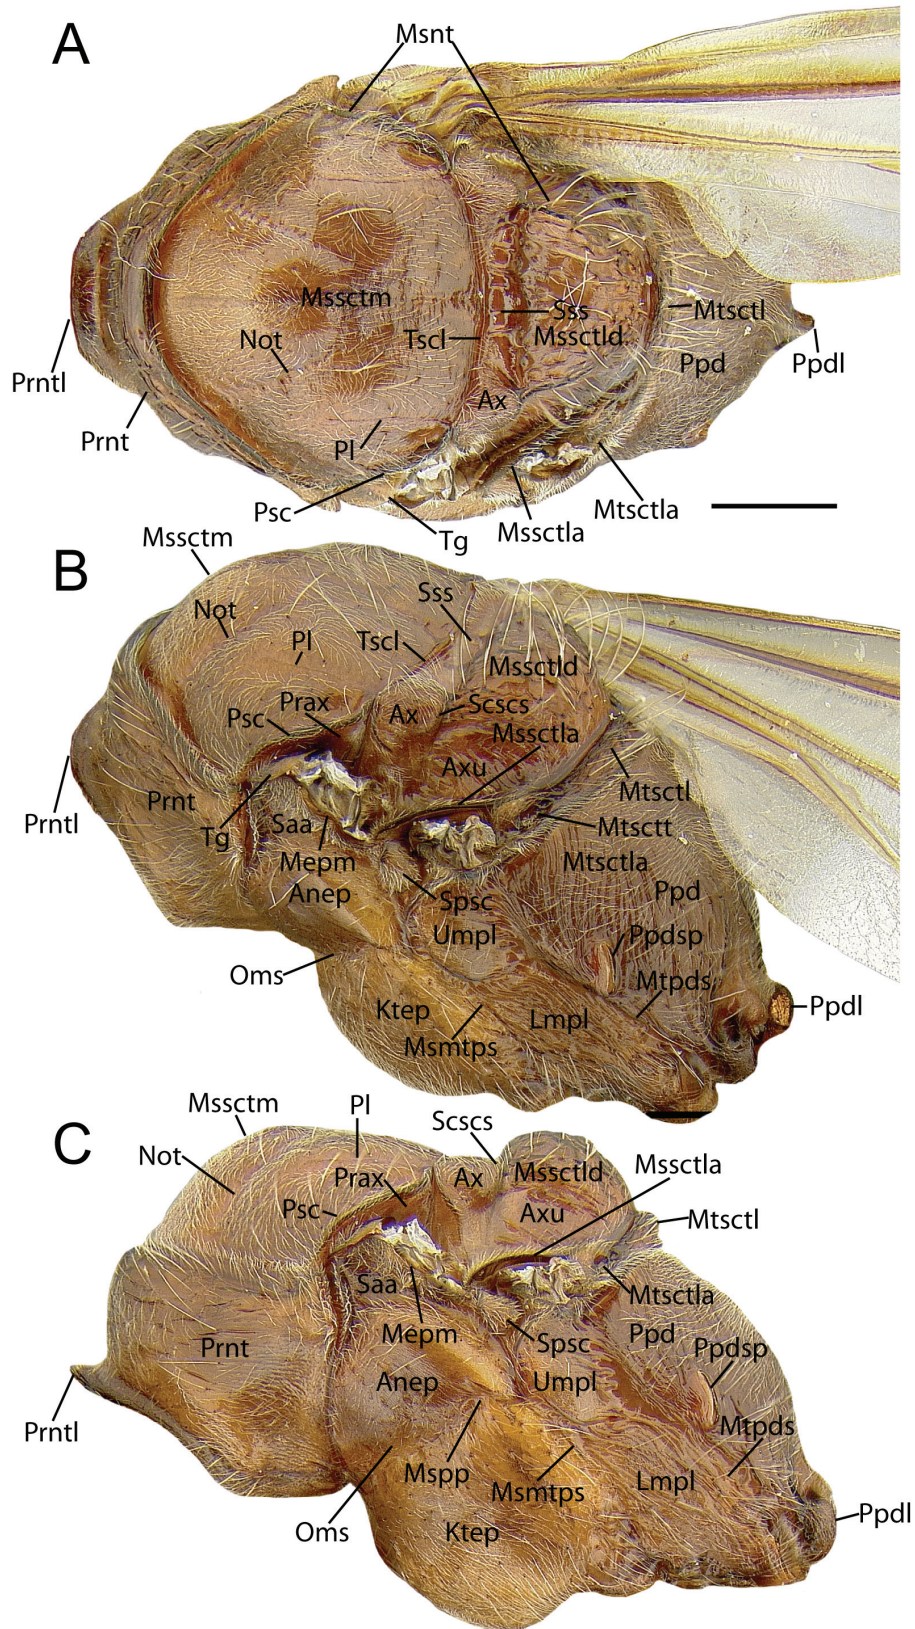 A
Msnt
Mssctm
Sss
Mtsctl
Not
Tscl
Mssctld
Ppd
Ppdl
Prntl
Ax
Prnt
Pl
Psc
Tg
Mssctla
Mtsctla
B
Mssctm
Sss
Not
Pl
Tscl
Mssctld
Prax
Ax
Scscs
Psc
Mssctla
Axu
Mtsctl
Prnt
Prntl
Tg
Saa
Mtsctt
Mepm
Mtsctla
Anep
Spsc
Ppd
Umpl
Ppdsp
Oms
Mtpds
Ktep
Lmpl
Ppdl
Msmtps
C
Mssctm
Pl
Scscs
Not
Prax
Ax
Mssctld
Mssctla
Psc
Axu
Mtsctl
Saa
Mtsctla
Prnt
Mepm
Spsc
Ppd
Ppdsp
Anep
Umpl
Prntl
Mtpds
Mspp
Msmtps
Lmpl
Oms
Ktep
Ppdl